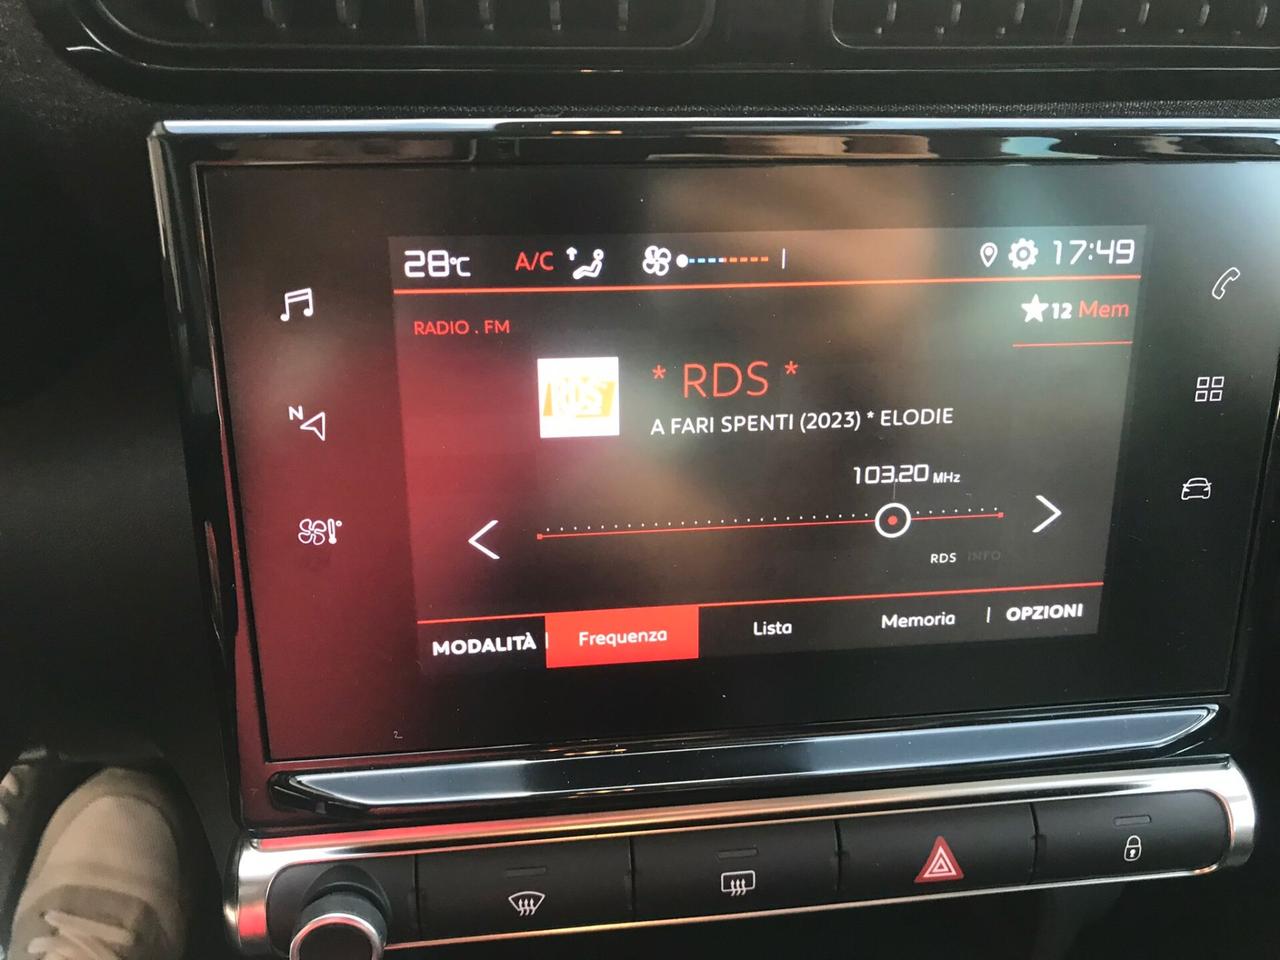 28°C A/C 17:49
RADIO . FM
12 Mem
RDS
* RDS *
A FARI SPENTI (2023) * ELODIE
N
103.20 MHz
RDS INFO
MODALITÀ Frequenza Lista Memoria OPZIONI